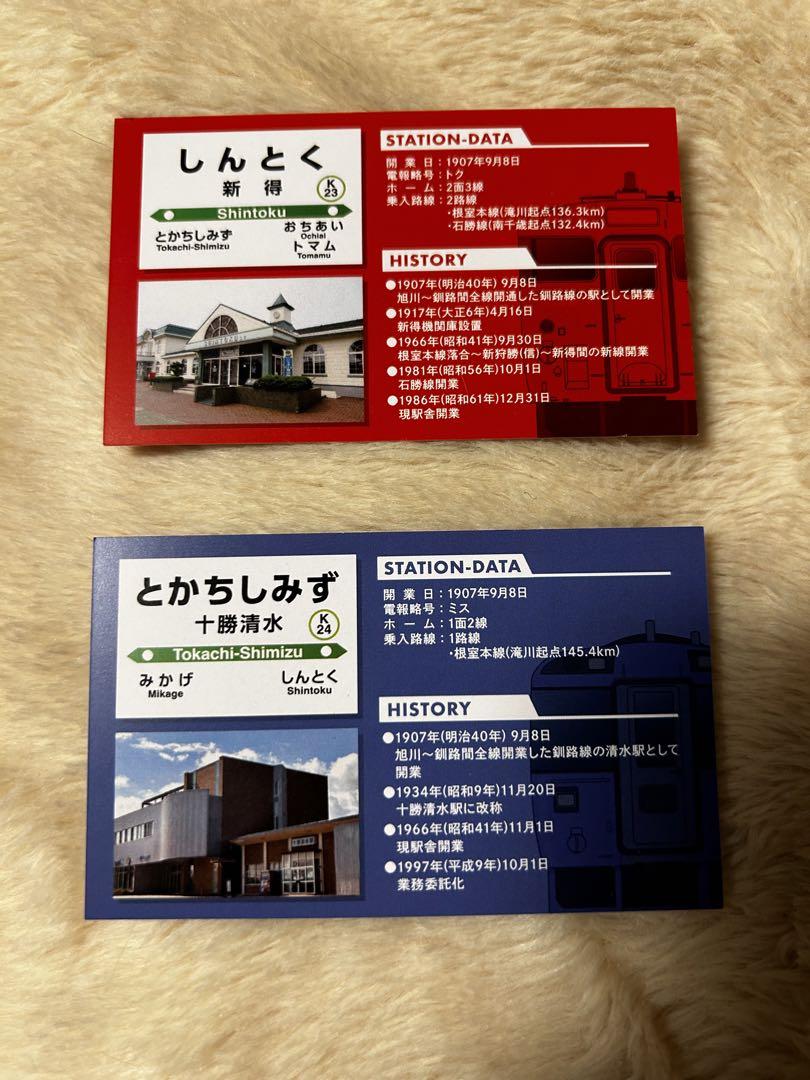 しんとく
新得
K
23
Shintoku
とかちしみず
Tokachi-Shimizu
おちあい
Ochiai
トマム
Tomamu
STATION-DATA
開業日:1907年9月8日
電報略号:トク
ホーム:2面3線
乗入路線:2路線
・根室本線(滝川起点136.3km)
・石勝線(南千歳起点132.4km)
HISTORY
●1907年(明治40年) 9月8日
旭川～釧路間全線開通した釧路線の駅として開業
●1917年(大正6年)4月16日
新得機関庫設置
●1966年(昭和41年)9月30日
根室本線落合～新狩勝(信)～新得間の新線開業
●1981年(昭和56年)10月1日
石勝線開業
●1986年(昭和61年)12月31日
現駅舎開業
とかちしみず
十勝清水
K
24
Tokachi-Shimizu
みかげ
Mikage
しんとく
Shintoku
十勝清水駅
STATION-DATA
開業日:1907年9月8日
電報略号:ミス
ホーム:1面2線
乗入路線:1路線
・根室本線(滝川起点145.4km)
HISTORY
●1907年(明治40年) 9月8日
旭川～釧路間全線開業した釧路線の清水駅として
開業
●1934年(昭和9年)11月20日
十勝清水駅に改称
●1966年(昭和41年)11月1日
現駅舎開業
●1997年(平成9年)10月1日
業務委託化